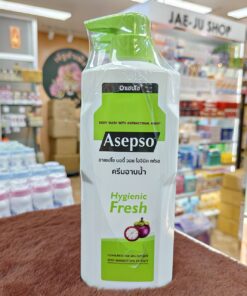 JAE-JU SHOP
อาเซปโซ
BODY WASH WITH ANTIBACTERIAL AGENT
Asepso
อาเซปโซ บอดี้ วอช ไฮจีนิค เฟรช
ครีมอาบน้ำ
Hygienic
Fresh